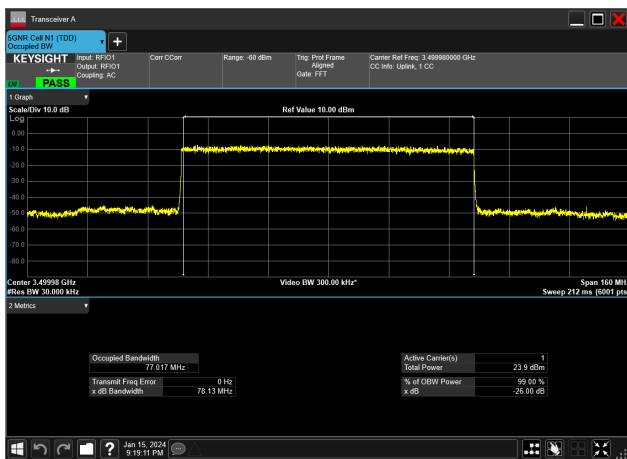 Transceiver A
5GNR Cell N1 (TDD)
Occupied BW
KEYSIGHT
Input: RFIO1
Output: RFIO1
Coupling: AC
Corr CCorr
Range: -60 dBm
Trig: Prot Frame
Aligned
Gate: FFT
Carrier Ref Freq: 3.499980000 GHz
CC Info: Uplink, 1 CC
PASS
1 Graph
Scale/Div 10.0 dB
Ref Value 10.00 dBm
Log
0.00
-10.0
-20.0
-30.0
-40.0
-50.0
-60.0
-70.0
-80.0
Center 3.49998 GHz
Video BW 300.00 kHz*
Span 160 MH
#Res BW 30.000 kHz
Sweep 212 ms (6001 pts
2 Metrics
Occupied Bandwidth
77.017 MHz
Active Carrier(s) 1
Total Power 23.9 dBm
Transmit Freq Error 0 Hz
x dB Bandwidth 78.13 MHz
% of OBW Power 99.00 %
x dB -26.00 dB
Jan 15, 2024
9:19:11 PM